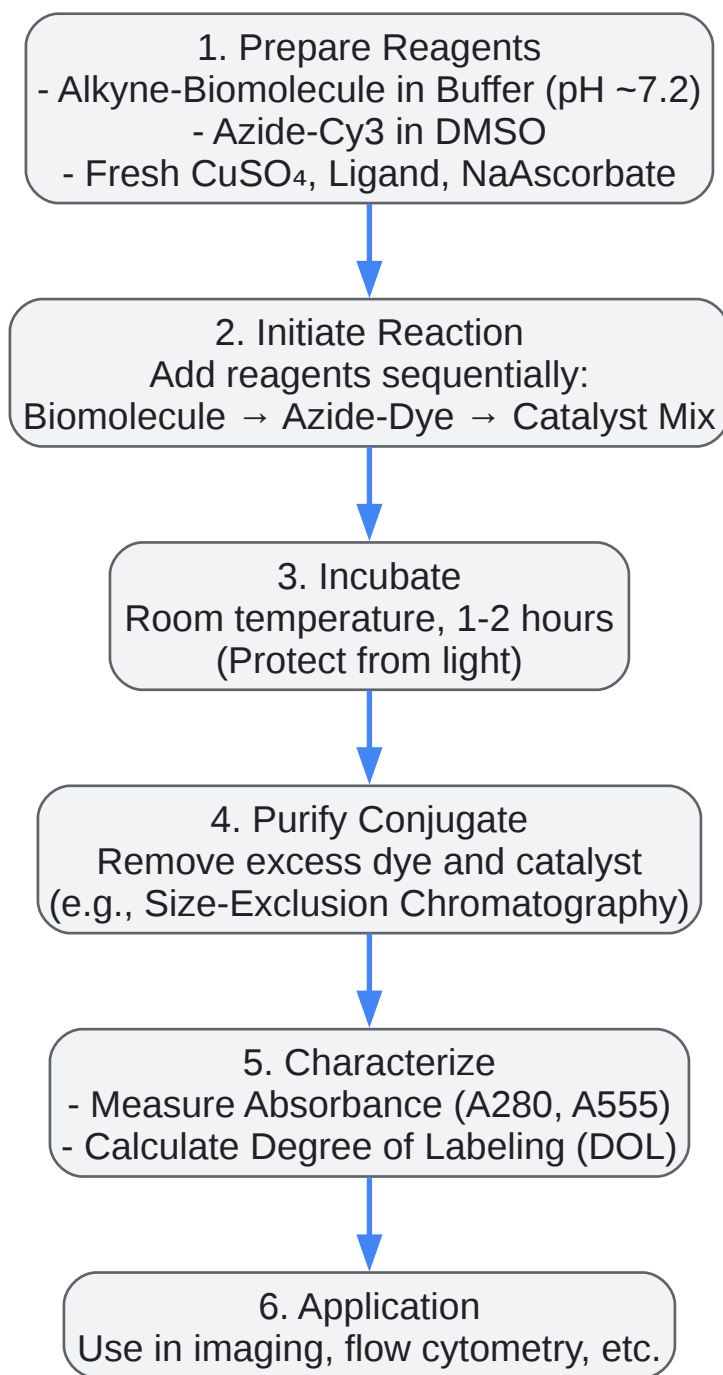 1. Prepare Reagents
- Alkyne-Biomolecule in Buffer (pH ~7.2)
- Azide-Cy3 in DMSO
- Fresh CuSO₄, Ligand, NaAscorbate
2. Initiate Reaction
Add reagents sequentially:
Biomolecule → Azide-Dye → Catalyst Mix
3. Incubate
Room temperature, 1-2 hours
(Protect from light)
4. Purify Conjugate
Remove excess dye and catalyst
(e.g., Size-Exclusion Chromatography)
5. Characterize
- Measure Absorbance (A280, A555)
- Calculate Degree of Labeling (DOL)
6. Application
Use in imaging, flow cytometry, etc.